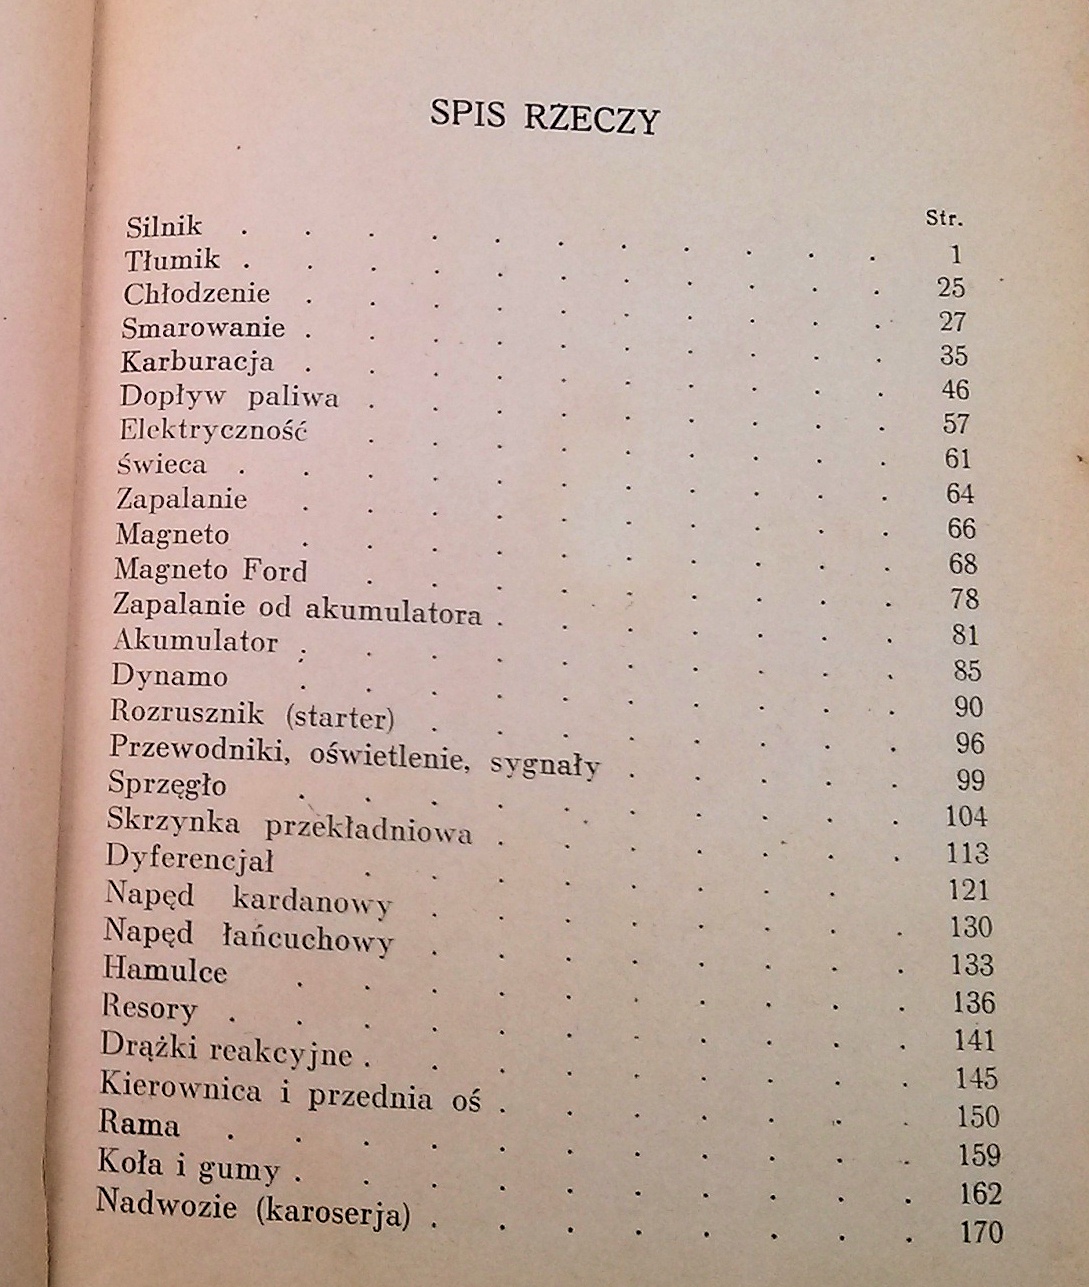 SPIS RZECZY
Str.
Silnik . . . . . . . . . . . 1
Tłumik . . . . . . . . . . . 25
Chłodzenie . . . . . . . . . . 27
Smarowanie . . . . . . . . . . 35
Karburacja . . . . . . . . . . 46
Dopływ paliwa . . . . . . . . . 57
Elektryczność . . . . . . . . . 61
Świeca . . . . . . . . . . . 64
Zapalanie . . . . . . . . . . 66
Magneto . . . . . . . . . . 68
Magneto Ford . . . . . . . . . 78
Zapalanie od akumulatora . . . . . . . 81
Akumulator . . . . . . . . . . 85
Dynamo . . . . . . . . . . 90
Rozrusznik (starter) . . . . . . . . 96
Przewodniki, oświetlenie, sygnały . . . . . 99
Sprzęgło . . . . . . . . . . 104
Skrzynka przekładniowa . . . . . . . 113
Dyferencjał . . . . . . . . 121
Napęd kardanowy . . . . . . . . 130
Napęd łańcuchowy . . . . . . . . 133
Hamulce . . . . . . . . . . 136
Resory . . . . . . . . . . . 141
Drążki reakcyjne . . . . . . . . . 145
Kierownica i przednia oś . . . . . . . 150
Rama . . . . . . . . . . . 159
Koła i gumy . . . . . . . . . . 162
Nadwozie (karoserja) . . . . . . . . 170